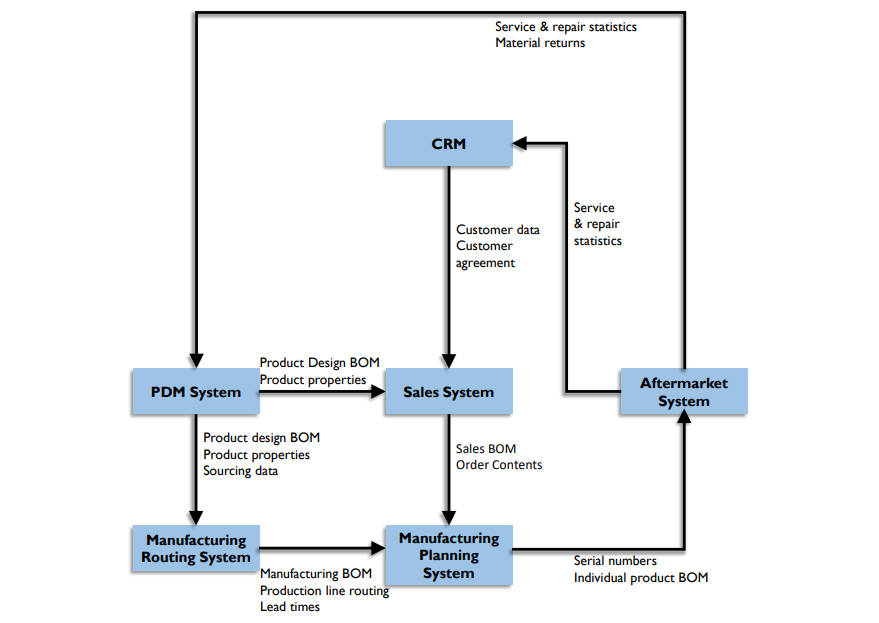 Service & repair statistics
Material returns
CRM
Service
& repair
statistics
Customer data
Customer
agreement
Product Design BOM
Product properties
PDM System
Sales System
Aftermarket
System
Product design BOM
Product properties
Sourcing data
Sales BOM
Order Contents
Manufacturing
Routing System
Manufacturing
Planning
System
Serial numbers
Individual product BOM
Manufacturing BOM
Production line routing
Lead times